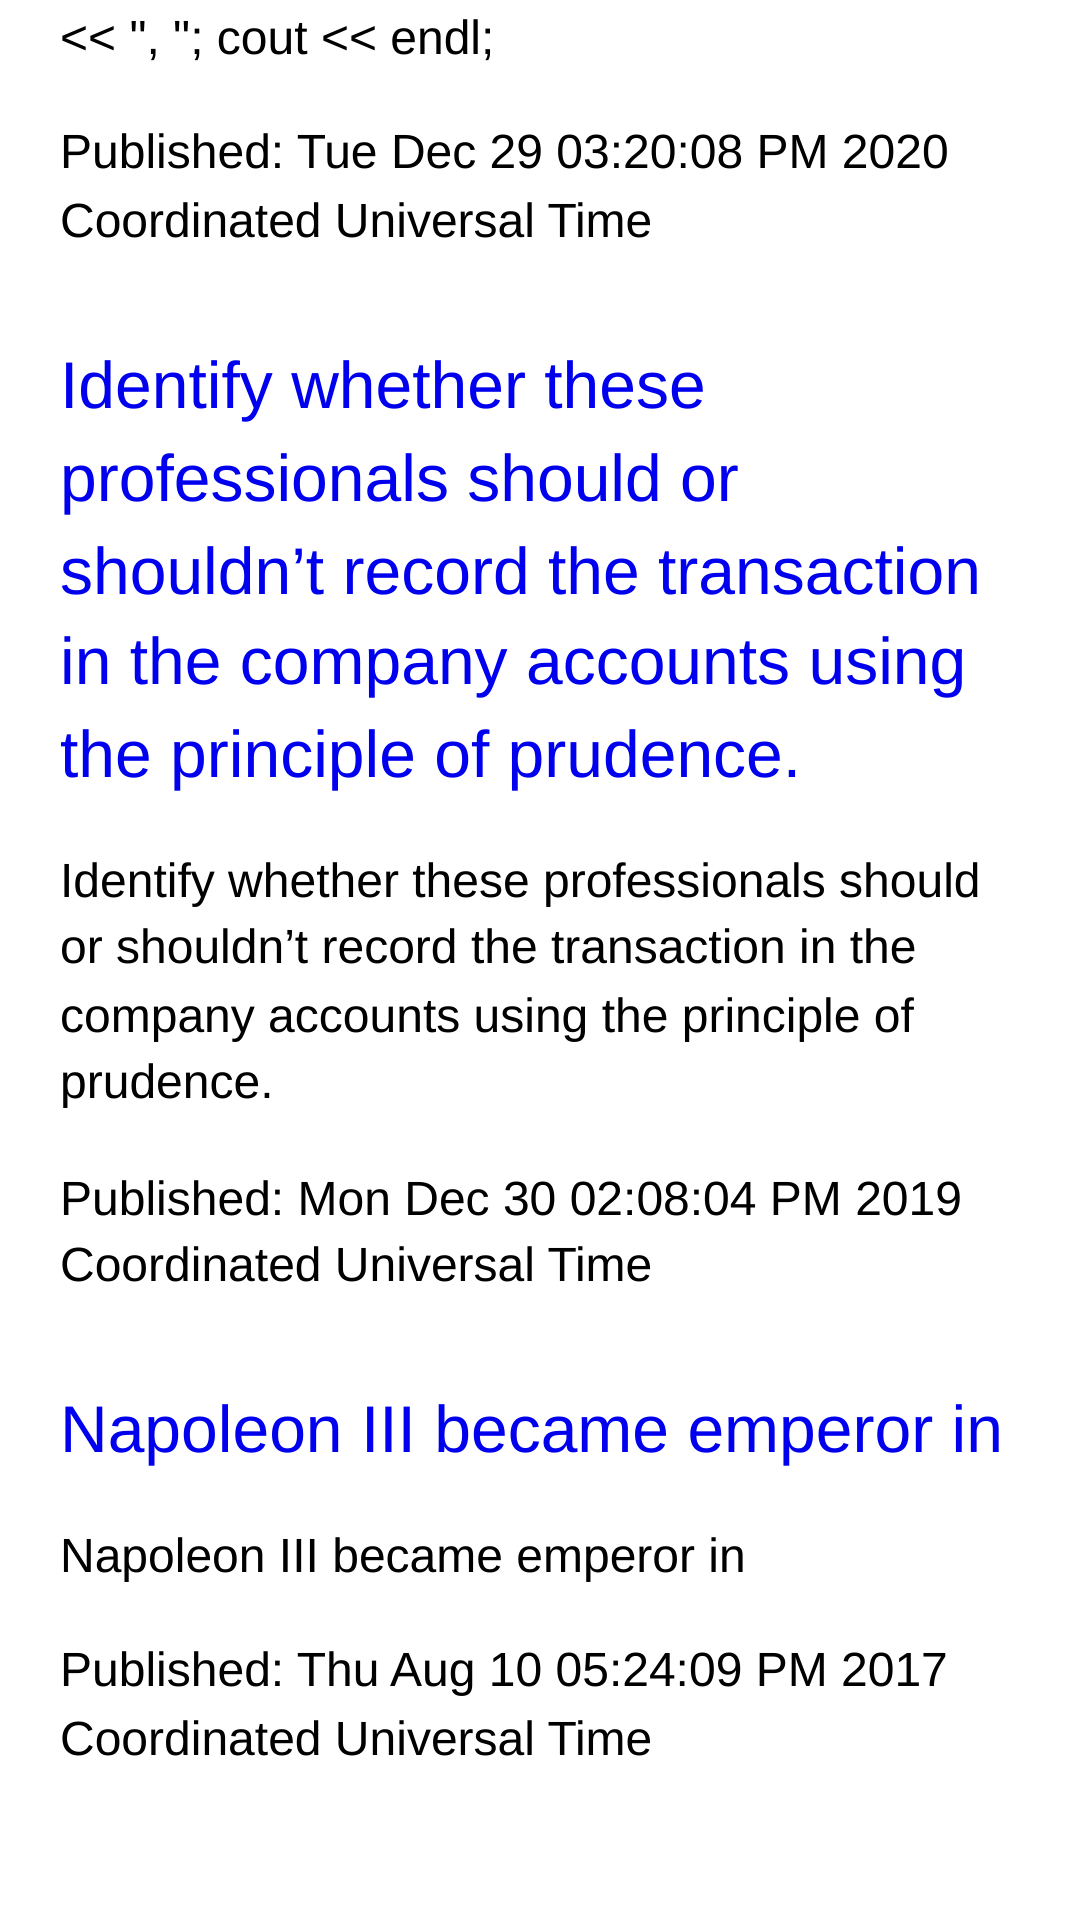 << ", "; cout << endl;
Published: Tue Dec 29 03:20:08 PM 2020
Coordinated Universal Time
Identify whether these
professionals should or
shouldn’t record the transaction
in the company accounts using
the principle of prudence.
Identify whether these professionals should
or shouldn’t record the transaction in the
company accounts using the principle of
prudence.
Published: Mon Dec 30 02:08:04 PM 2019
Coordinated Universal Time
Napoleon III became emperor in
Napoleon III became emperor in
Published: Thu Aug 10 05:24:09 PM 2017
Coordinated Universal Time